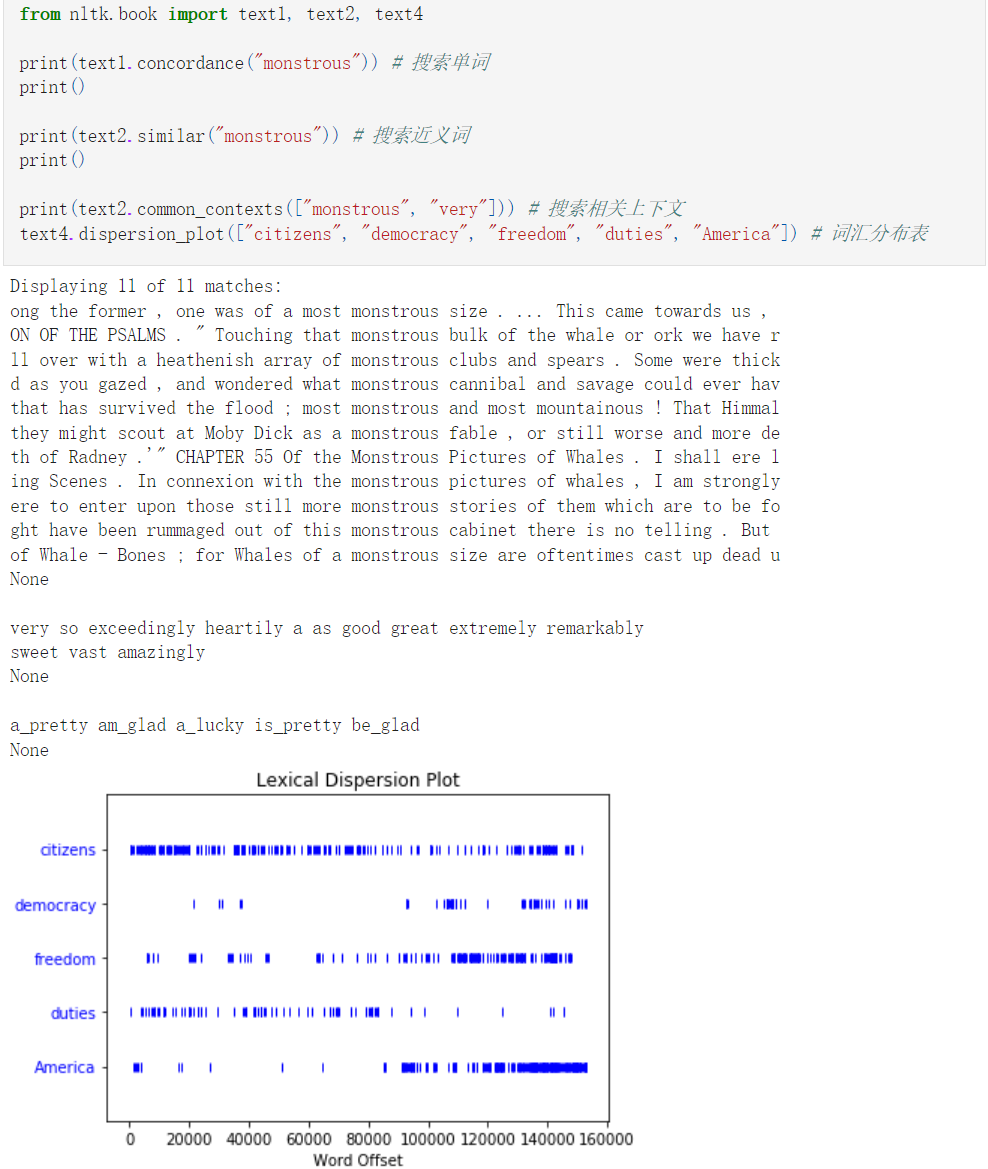 from nltk.book import text1, text2, text4
print(text1.concordance("monstrous")) # 搜索单词
print()
print(text2.similar("monstrous")) # 搜索近义词
print()
print(text2.common_contexts(["monstrous", "very"])) # 搜索相关上下文
text4.dispersion_plot(["citizens", "democracy", "freedom", "duties", "America"]) # 词汇分布表
Displaying 11 of 11 matches:
ong the former , one was of a most monstrous size . ... This came towards us ,
ON OF THE PSALMS . " Touching that monstrous bulk of the whale or ork we have r
ll over with a heathenish array of monstrous clubs and spears . Some were thick
d as you gazed , and wondered what monstrous cannibal and savage could ever hav
that has survived the flood ; most monstrous and most mountainous ! That Himmal
they might scout at Moby Dick as a monstrous fable , or still worse and more de
th of Radney .'" CHAPTER 55 Of the Monstrous Pictures of Whales . I shall ere l
ing Scenes . In connexion with the monstrous pictures of whales , I am strongly
ere to enter upon those still more monstrous stories of them which are to be fo
ght have been rummaged out of this monstrous cabinet there is no telling . But
of Whale - Bones ; for Whales of a monstrous size are oftentimes cast up dead u
None
very so exceedingly heartily a as good great extremely remarkably
sweet vast amazingly
None
a_pretty am_glad a_lucky is_pretty be_glad
None
Lexical Dispersion Plot
citizens
democracy
freedom
duties
America
0 20000 40000 60000 80000 100000 120000 140000 160000
Word Offset